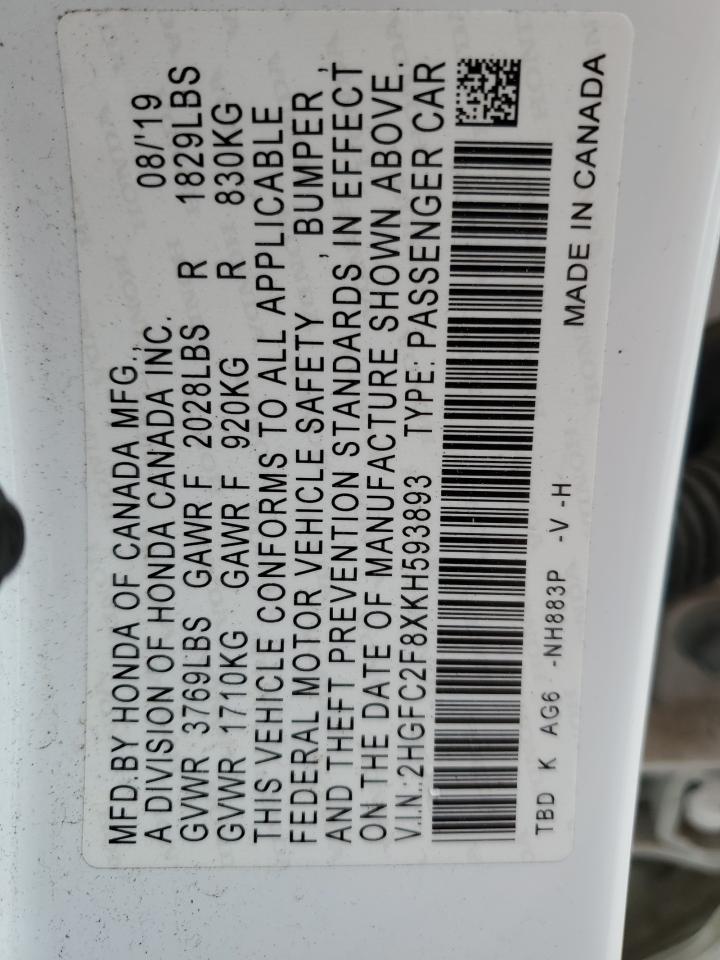 MFD.BY HONDA OF CANADA MFG.,
A DIVISION OF HONDA CANADA INC. 08/'19
GVWR 3769LBS GAWR F 2028LBS R 1829LBS
GVWR 1710KG GAWR F 920KG R 830KG
THIS VEHICLE CONFORMS TO ALL APPLICABLE
FEDERAL MOTOR VEHICLE SAFETY , BUMPER ,
AND THEFT PREVENTION STANDARDS IN EFFECT
ON THE DATE OF MANUFACTURE SHOWN ABOVE.
V.I.N.:2HGFC2F8XKH593893 TYPE: PASSENGER CAR
TBD K AG6 -NH883P -V -H
MADE IN CANADA